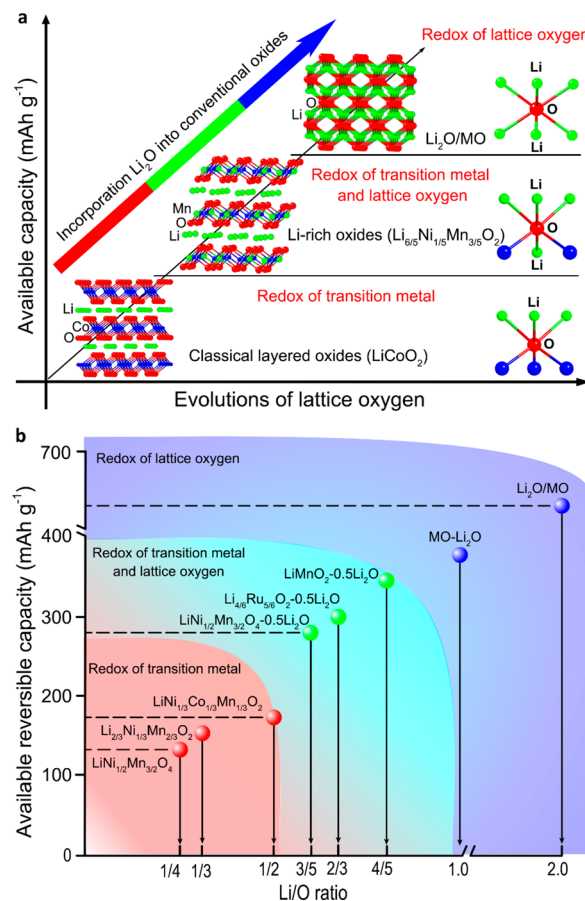 a
Available capacity (mAh g⁻¹)
Evolutions of lattice oxygen
Incorporation Li₂O into conventional oxides
Redox of lattice oxygen
O
Li
Li₂O/MO
Li
O
Li
Redox of transition metal
and lattice oxygen
Mn
O
Li
Li-rich oxides (Li₆/₅Ni₁/₅Mn₃/₅O₂)
Li
O
Li
Redox of transition metal
Li
Co
O
Classical layered oxides (LiCoO₂)
Li
O
b
Available reversible capacity (mAh g⁻¹)
700
400
300
200
100
0
Redox of lattice oxygen
Li₂O/MO
MO-Li₂O
Redox of transition metal
and lattice oxygen
LiMnO₂-0.5Li₂O
Li₄/₆Ru₅/₆O₂-0.5Li₂O
LiNi₁/₂Mn₃/₂O₄-0.5Li₂O
Redox of transition metal
LiNi₁/₃Co₁/₃Mn₁/₃O₂
Li₂/₃Ni₁/₃Mn₂/₃O₂
LiNi₁/₂Mn₃/₂O₄
1/4 1/3 1/2 3/5 2/3 4/5 1.0 2.0
Li/O ratio